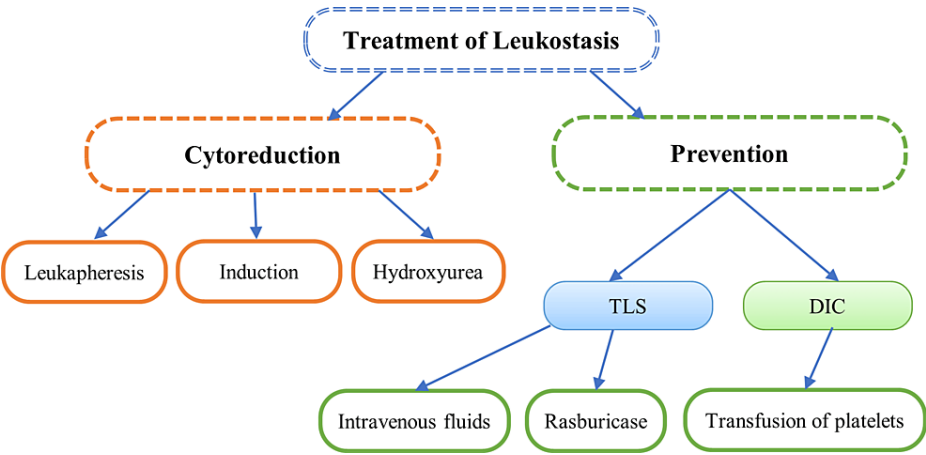 Treatment of Leukostasis
Cytoreduction
Prevention
Leukapheresis
Induction
Hydroxyurea
TLS
DIC
Intravenous fluids
Rasburicase
Transfusion of platelets